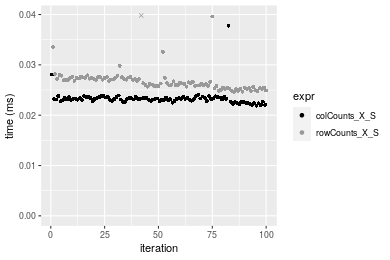 0.04
0.03
0.02
0.01
0.00
time (ms)
0
25
50
75
100
iteration
expr
colCounts_X_S
rowCounts_X_S